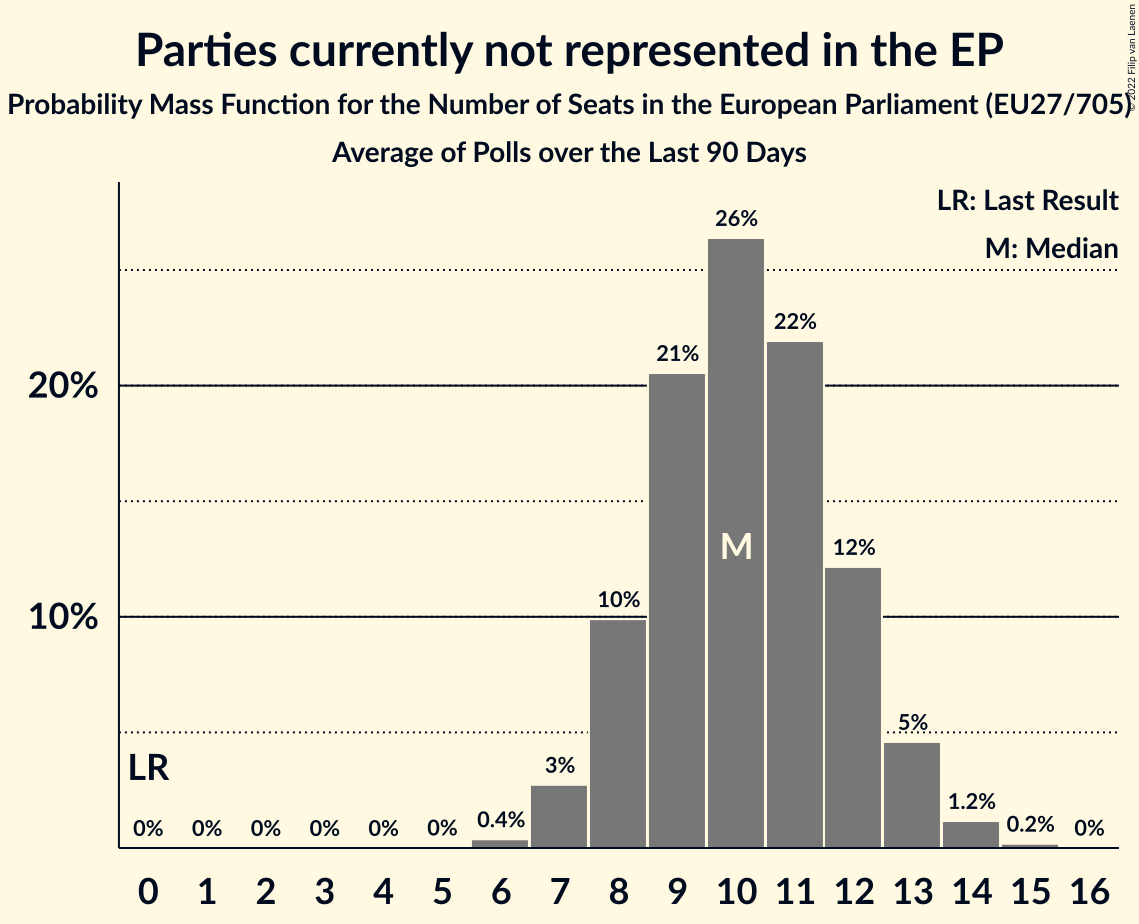 Parties currently not represented in the EP
Probability Mass Function for the Number of Seats in the European Parliament (EU27/705)
Average of Polls over the Last 90 Days
© 2022 Filip van Laenen
LR: Last Result
M: Median
20%
10%
LR
0% 0% 0% 0% 0% 0% 0.4% 3% 10% 21% 26% 22% 12% 5% 1.2% 0.2% 0%
M
0 1 2 3 4 5 6 7 8 9 10 11 12 13 14 15 16